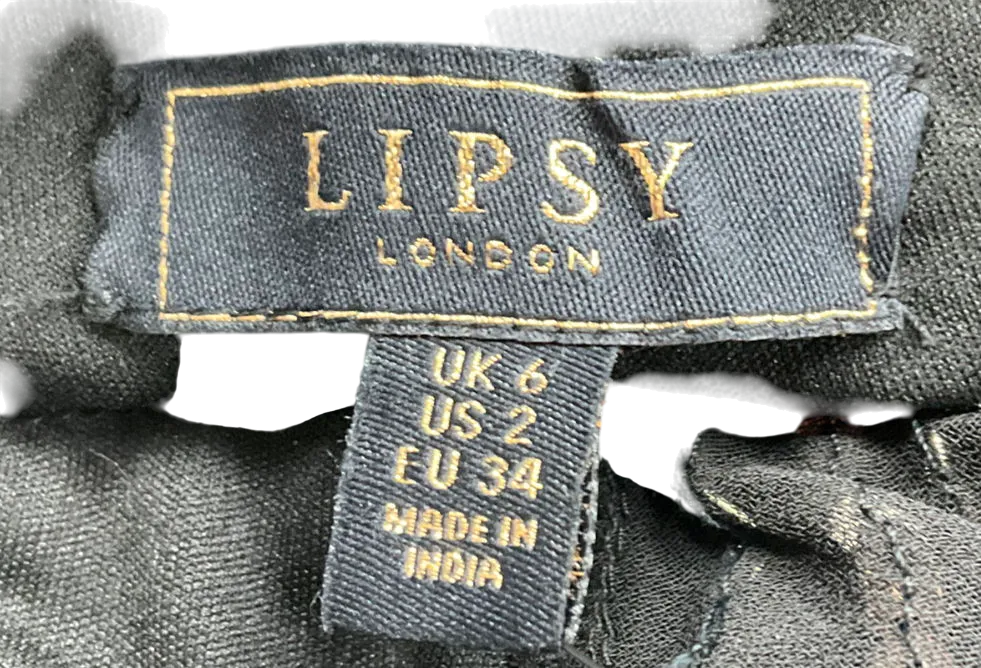 LIPSY
LONDON
UK 6
US 2
EU 34
MADE IN
INDIA